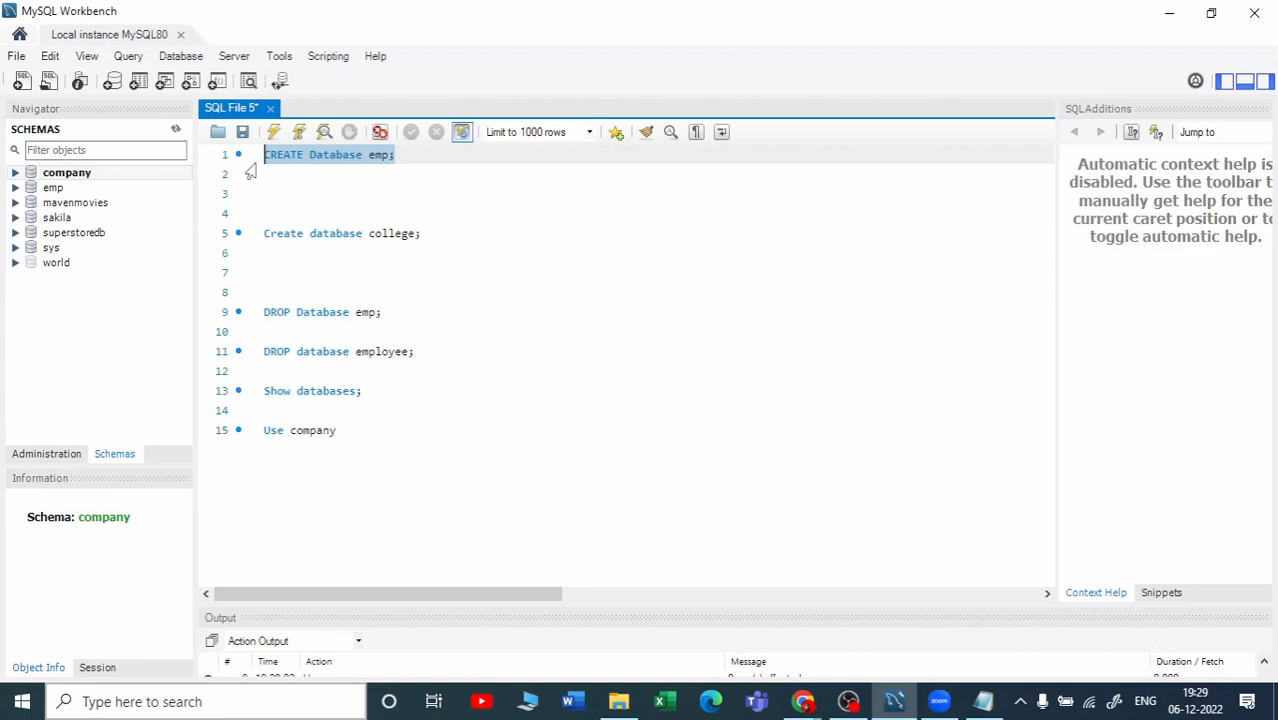 MySQL Workbench
Local instance MySQL80
File Edit View Query Database Server Tools Scripting Help
Navigator
SCHEMAS
Filter objects
company
emp
mavenmovies
sakila
superstoredb
sys
world
Administration Schemas
Information
Schema: company
Object Info Session
SQL File 5*
Limit to 1000 rows
1 CREATE Database emp;
2
3
4
5 Create database college;
6
7
8
9 DROP Database emp;
10
11 DROP database employee;
12
13 Show databases;
14
15 Use company
SQL Additions
Jump to
Automatic context help is
disabled. Use the toolbar t
manually get help for the
current caret position or to
toggle automatic help.
Context Help Snippets
Output
Action Output
# Time Action Message Duration / Fetch
Type here to search
ENG
19:29
06-12-2022